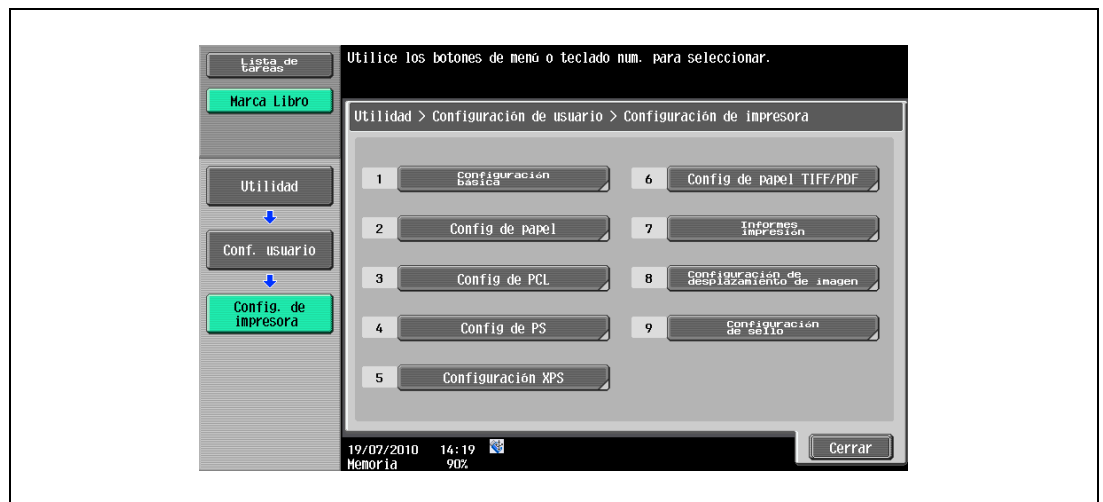 Lista de
tareas
Marca Libro
Utilidad
Conf. usuario
Config. de
impresora
Utilice los botones de menú o teclado num. para seleccionar.
Utilidad > Configuración de usuario > Configuración de impresora
1 Configuración
básica
2 Config de papel
3 Config de PCL
4 Config de PS
5 Configuración XPS
6 Config de papel TIFF/PDF
7 Informes
impresión
8 Configuración de
desplazamiento de imagen
9 Configuración
de sello
19/07/2010 14:19
Memoria 90%
Cerrar